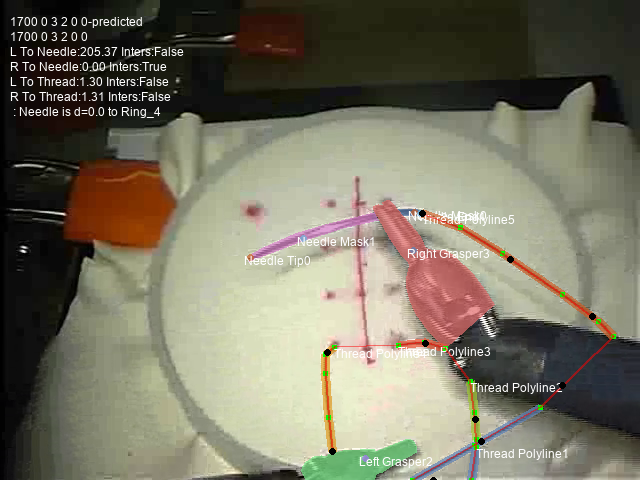 1700 0 3 2 0 0-predicted
1700 0 3 2 0 0
L To Needle:205.37 Inters:False
R To Needle:0.00 Inters:True
L To Thread:1.30 Inters:False
R To Thread:1.31 Inters:False
: Needle is d=0.0 to Ring_4
Thread Polyline5
Needle Mask1
Right Grasper3
Needle Tip0
Thread Polyline3
Thread Polyline2
Thread Polyline1
Left Grasper2